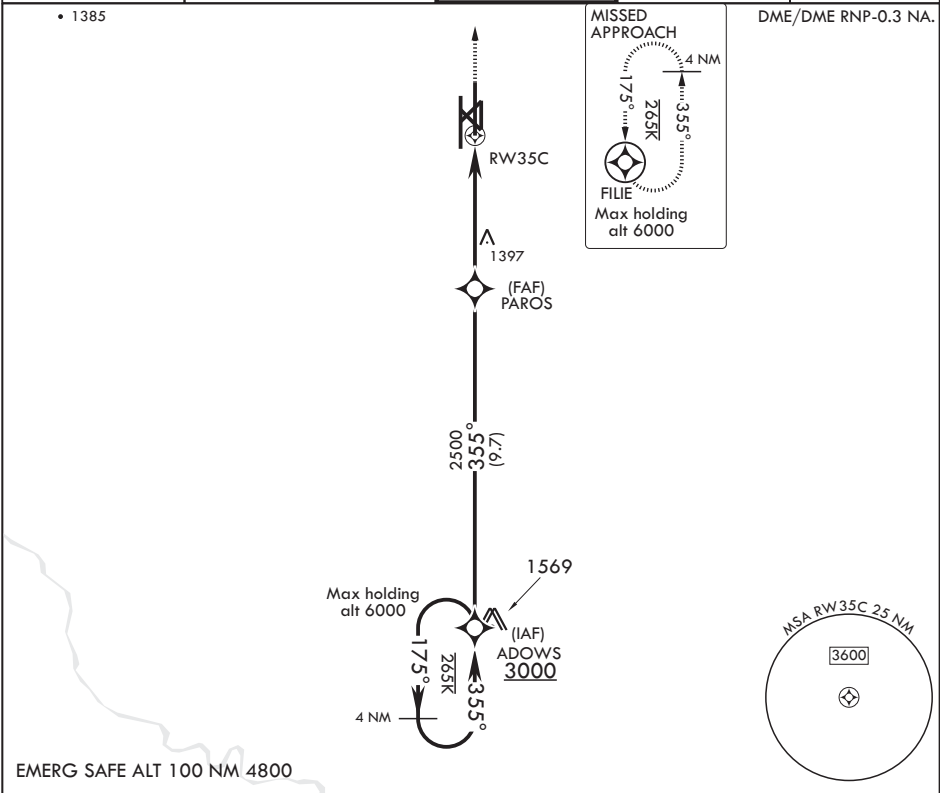 • 1385
MISSED
APPROACH
4 NM
175°
265K
355°
FILIE
Max holding
alt 6000
DME/DME RNP-0.3 NA.
RW35C
1397
(FAF)
PAROS
2500
355°
(9.7)
1569
Max holding
alt 6000
(IAF)
ADOWS
3000
175°
265K
355°
4 NM
MSA RW35C 25 NM
3600
EMERG SAFE ALT 100 NM 4800